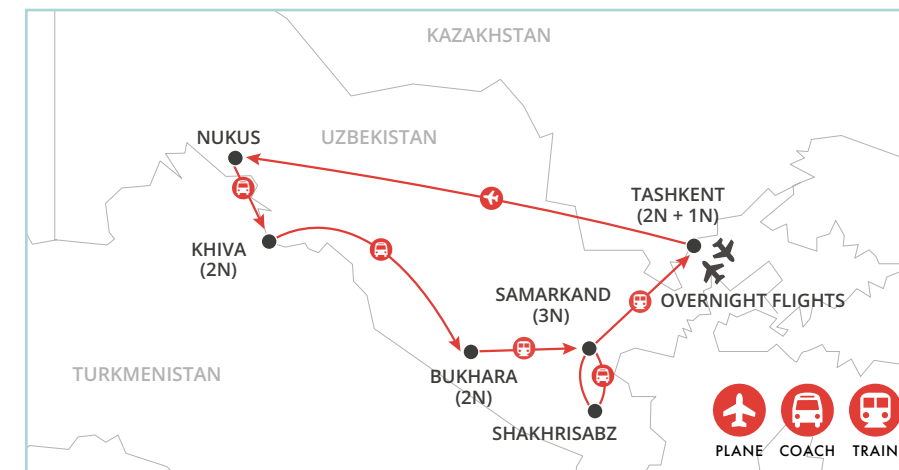 KAZAKHSTAN
UZBEKISTAN
NUKUS
TASHKENT
(2N + 1N)
KHIVA
(2N)
SAMARKAND
(3N)
OVERNIGHT FLIGHTS
TURKMENISTAN
BUKHARA
(2N)
SHAKHRISABZ
PLANE
COACH
TRAIN